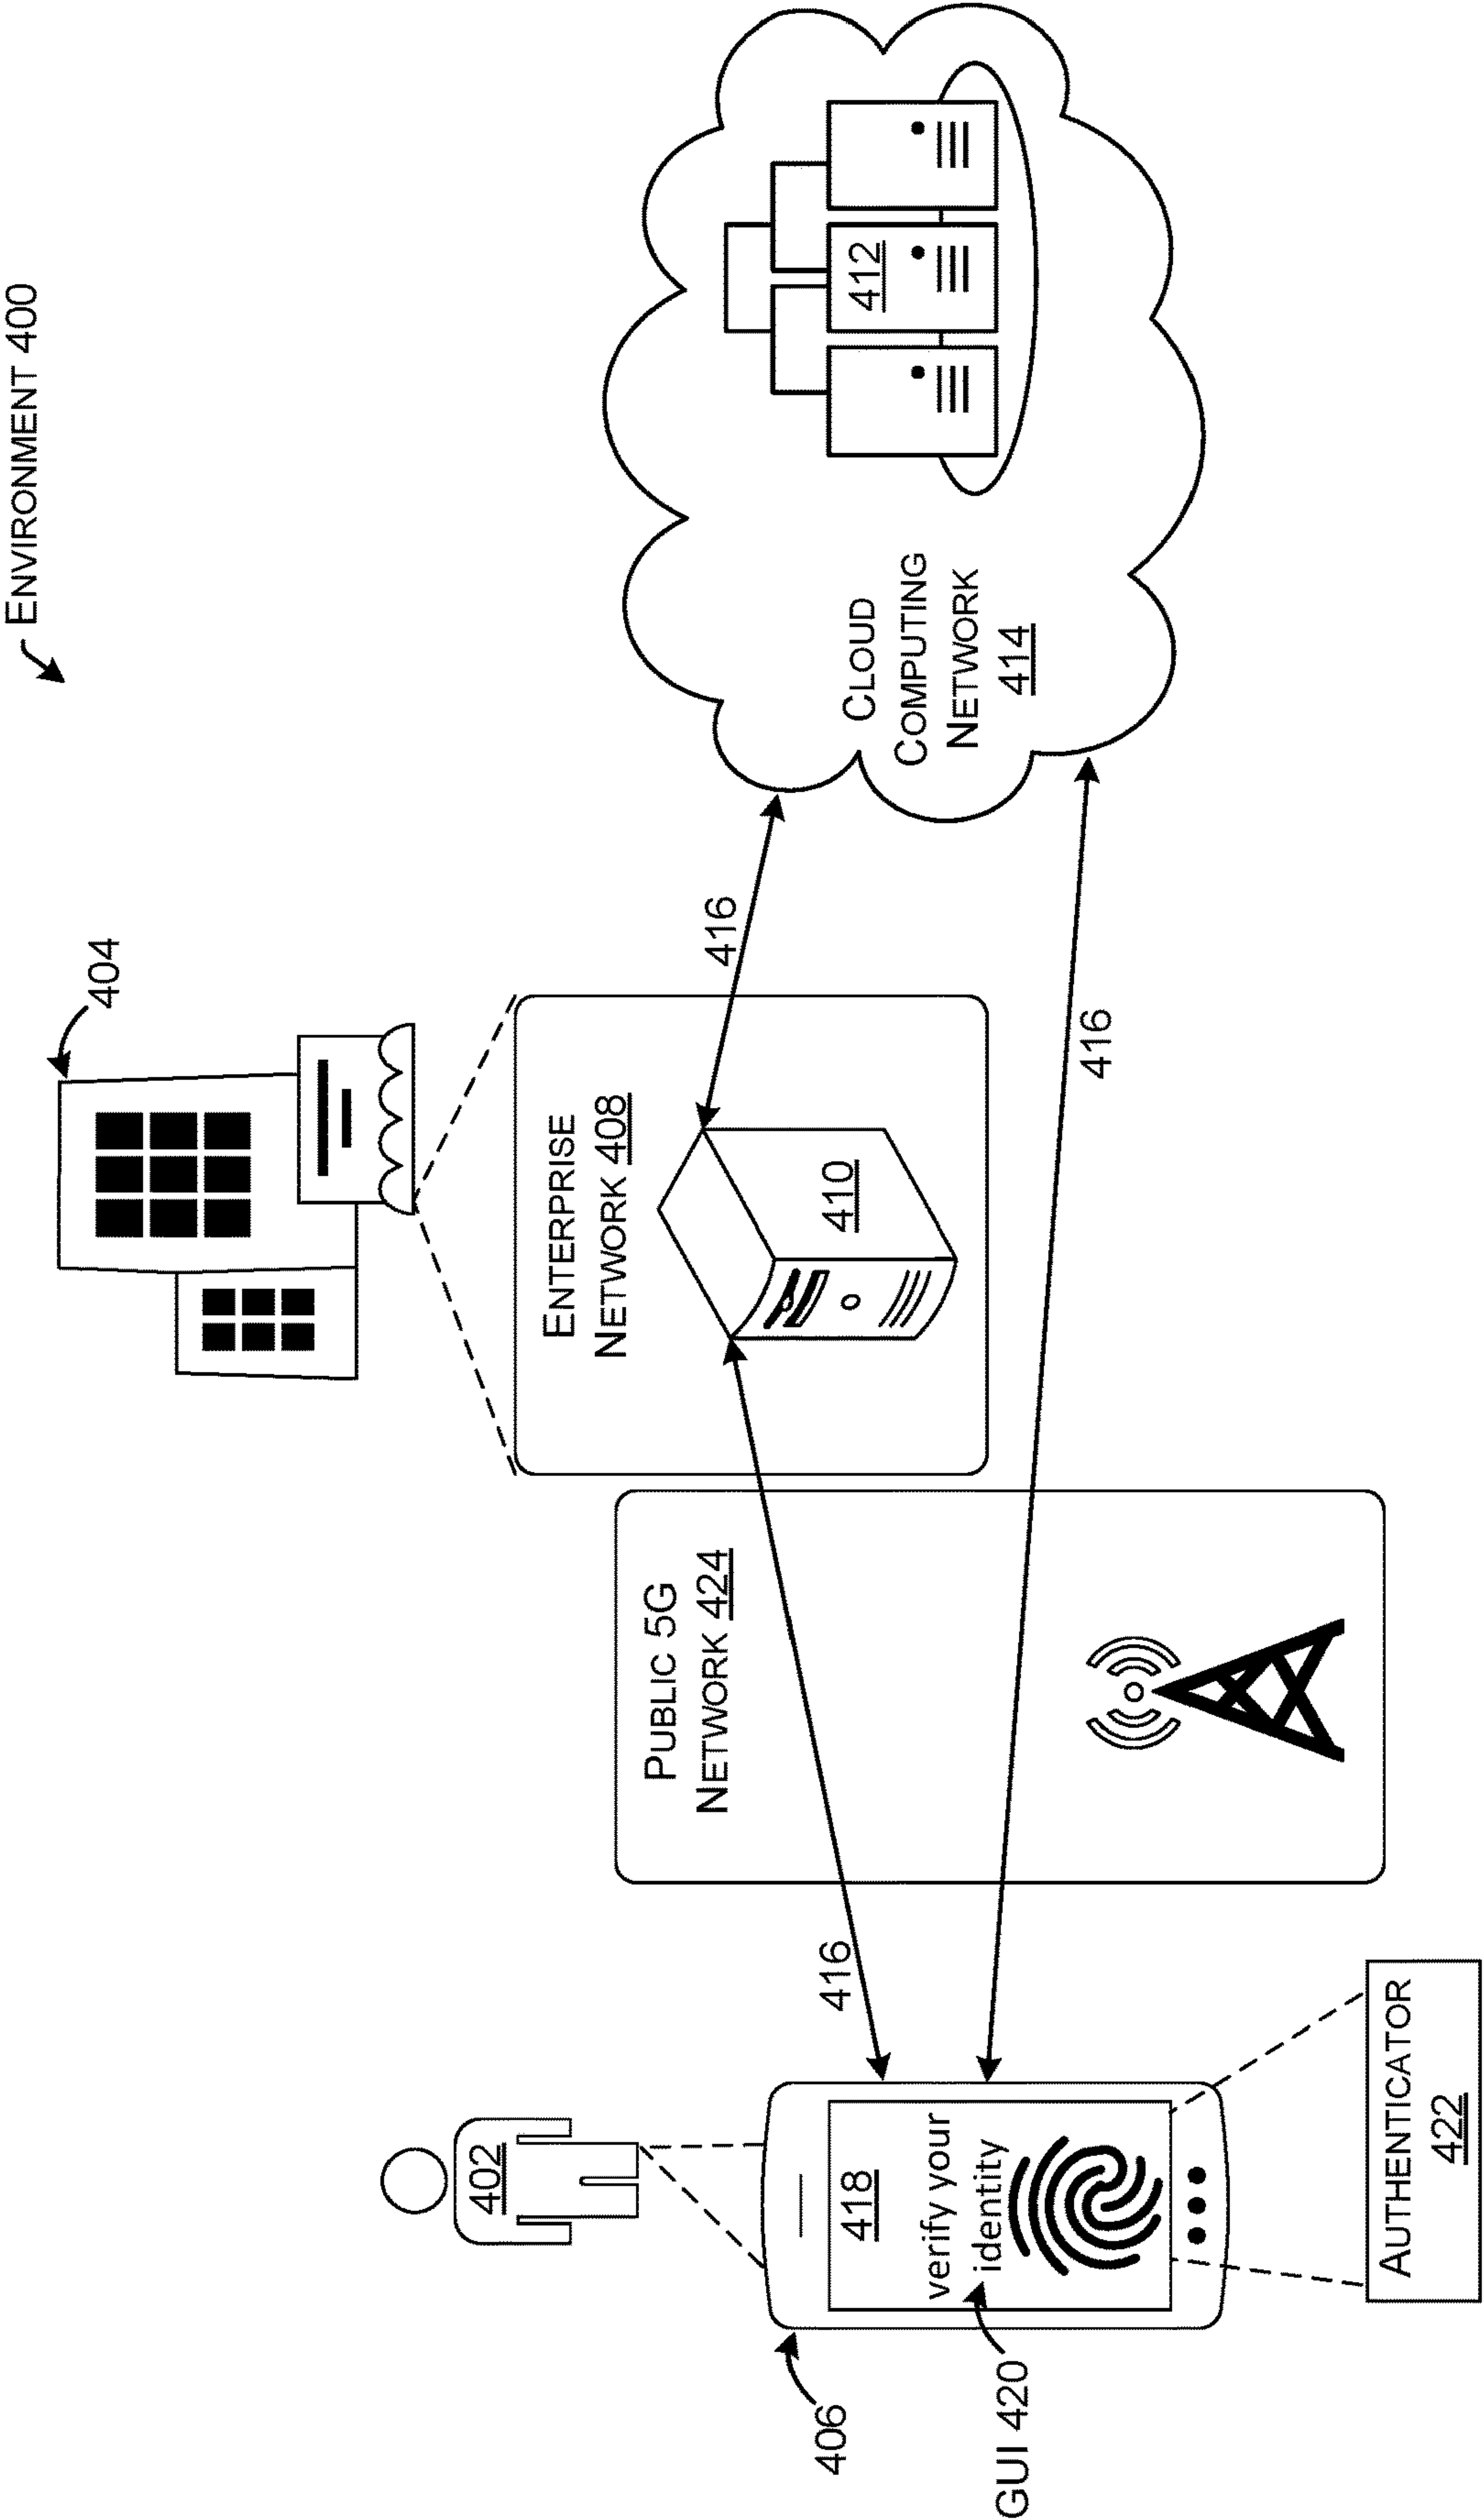 ENVIRONMENT 400
404
402
ENTERPRISE
NETWORK 408
PUBLIC 5G
NETWORK 424
416
416
416
410
412
CLOUD
COMPUTING
NETWORK
414
406
418
verify your
identity
GUI 420
AUTHENTICATOR
422